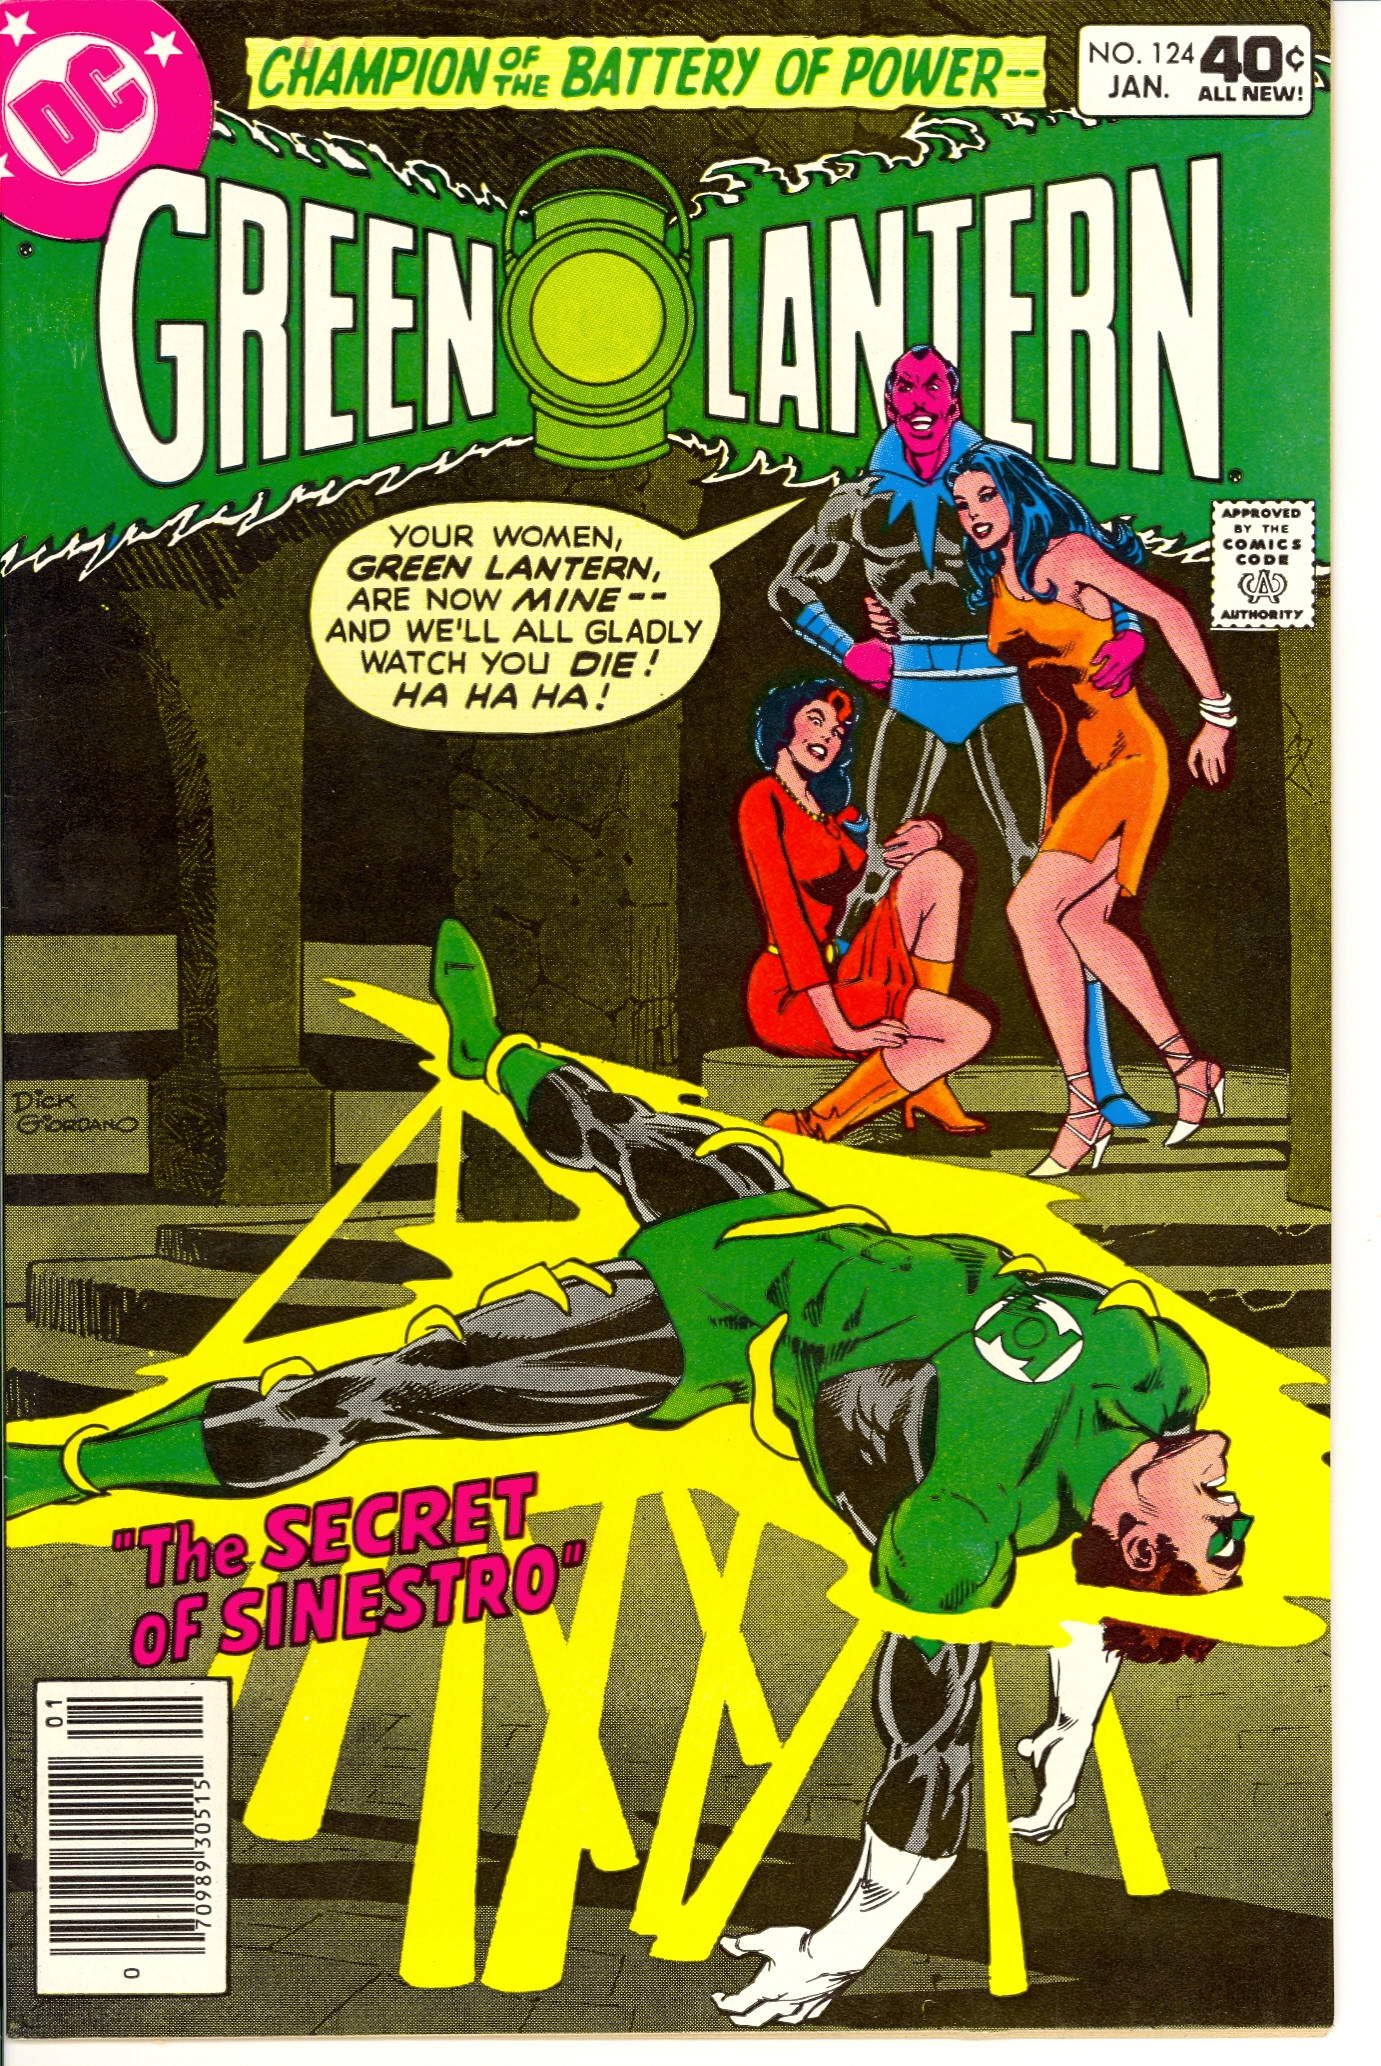 DC
CHAMPION OF THE BATTERY OF POWER--
NO. 124
JAN.
40¢
ALL NEW!
GREEN LANTERN
APPROVED
BY THE
COMICS
CODE
CA
AUTHORITY
YOUR WOMEN,
GREEN LANTERN,
ARE NOW MINE--
AND WE'LL ALL GLADLY
WATCH YOU DIE!
HA HA HA!
DICK
GIORDANO
"The SECRET
OF SINESTRO"
01
70989 30515
0